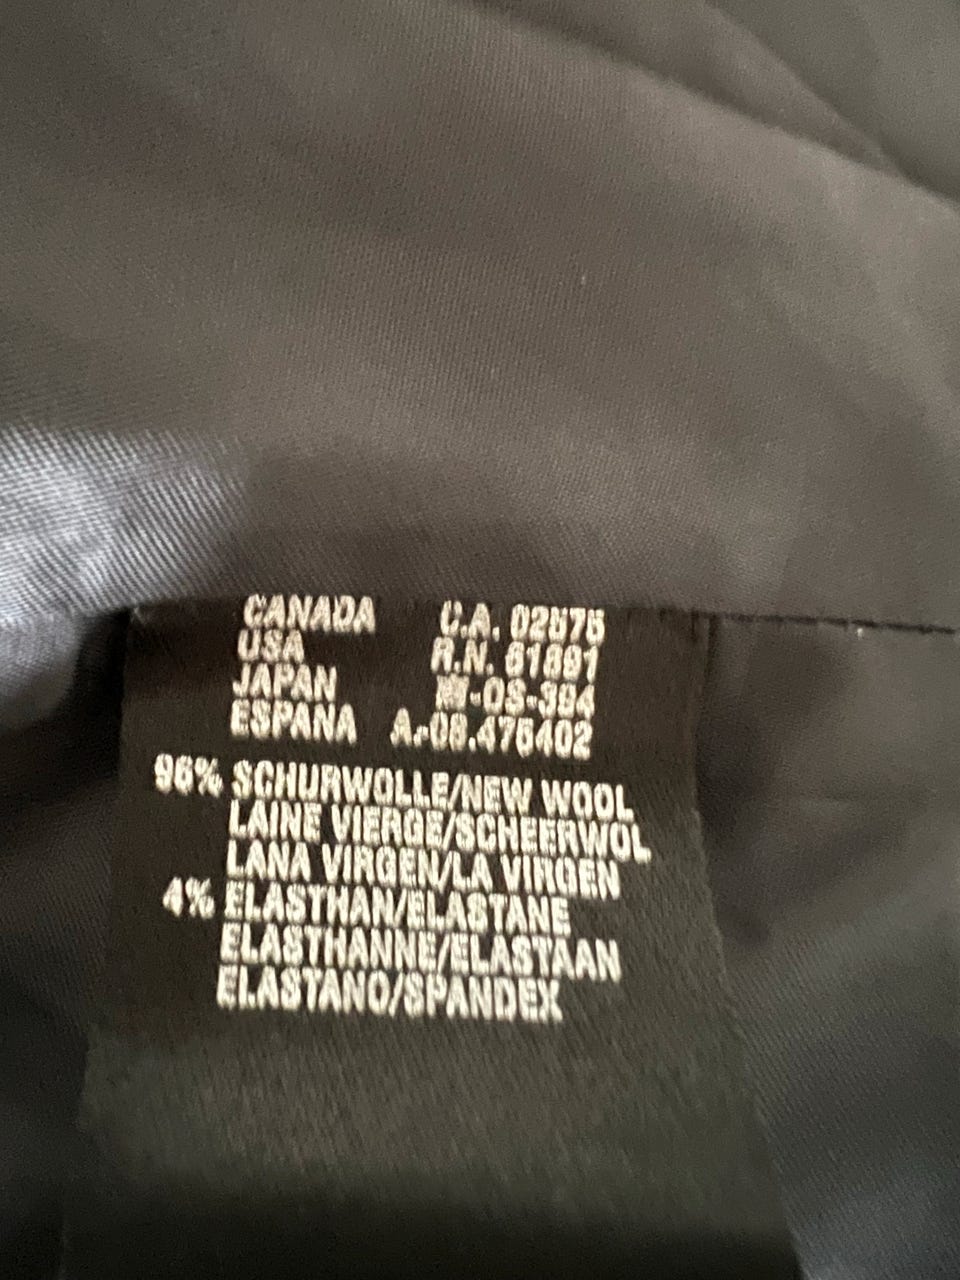 CANADA C.A. 02575
USA R.N. 61891
JAPAN -OS-394
ESPANA A.-08.475402
96% SCHURWOLLE/NEW WOOL
LAINE VIERGE/SCHEERWOL
LANA VIRGEN/LA VIRGEN
4% ELASTHAN/ELASTANE
ELASTHANNE/ELASTAAN
ELASTANO/SPANDEX